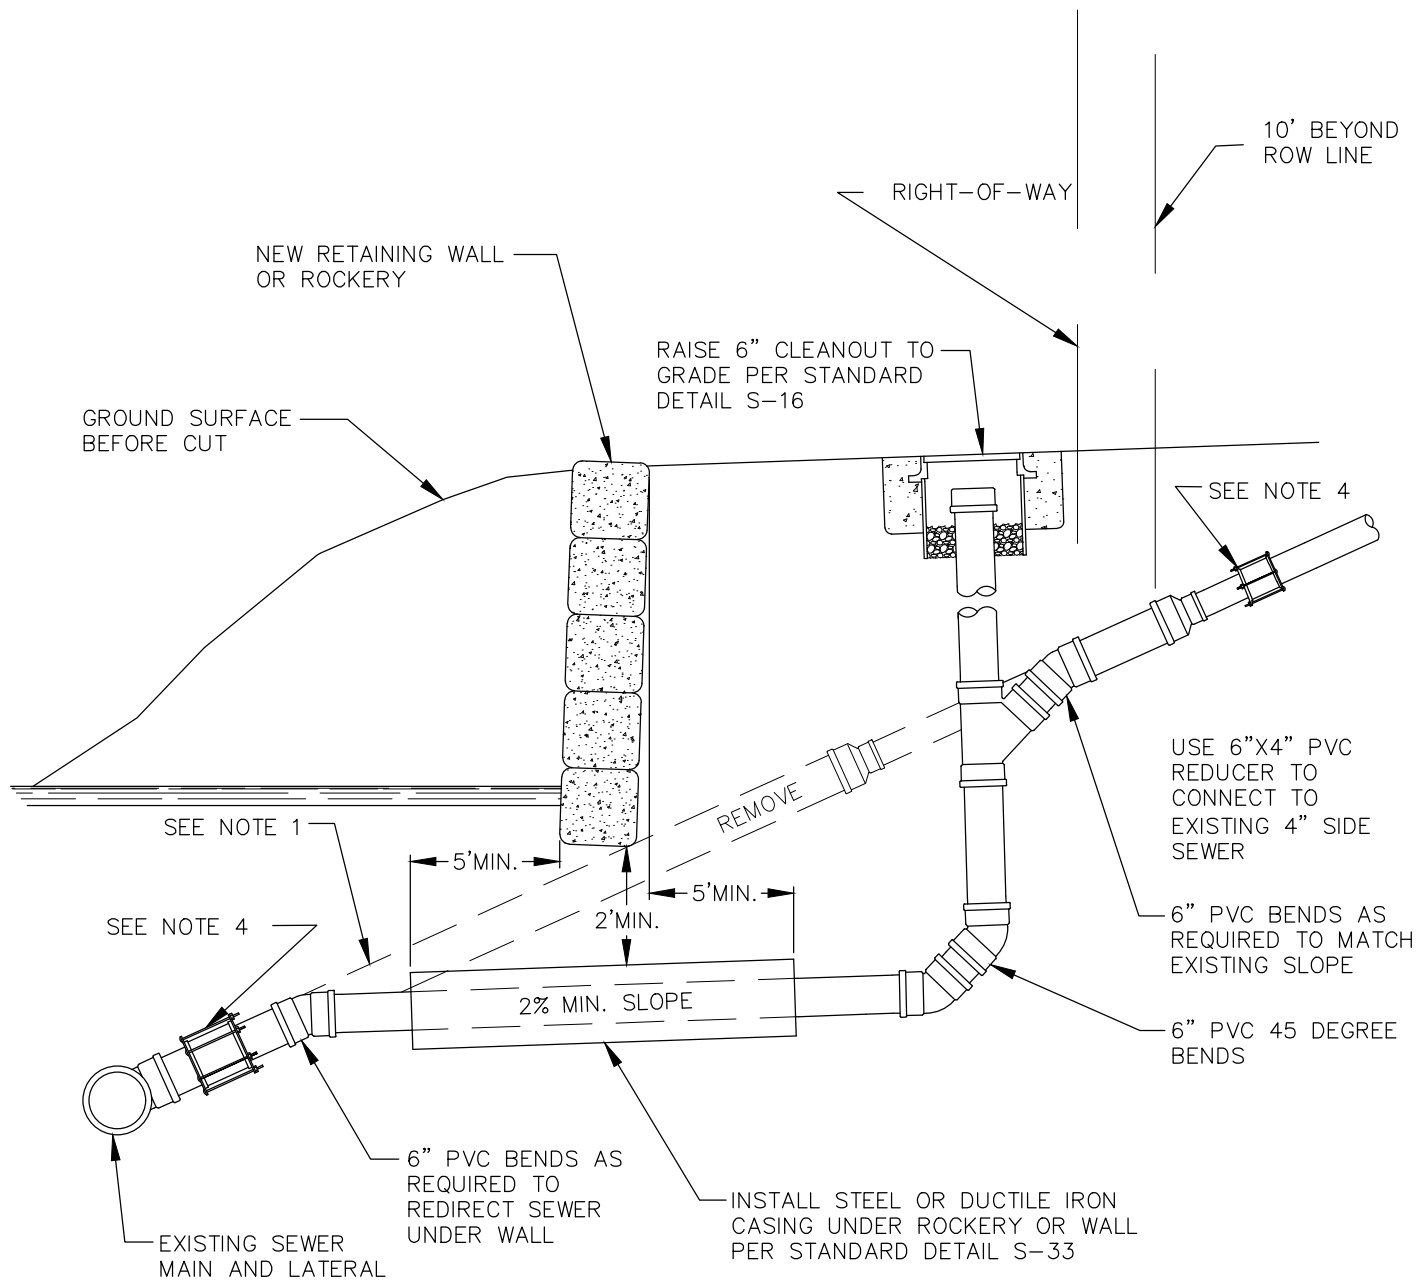 10’ BEYOND
ROW LINE
RIGHT-OF-WAY
NEW RETAINING WALL
OR ROCKERY
RAISE 6” CLEANOUT TO
GRADE PER STANDARD
DETAIL S-16
GROUND SURFACE
BEFORE CUT
SEE NOTE 4
USE 6”X4” PVC
REDUCER TO
CONNECT TO
EXISTING 4” SIDE
SEWER
REMOVE
SEE NOTE 1
5’MIN.
5’MIN.
2’MIN.
SEE NOTE 4
6” PVC BENDS AS
REQUIRED TO MATCH
EXISTING SLOPE
2% MIN. SLOPE
6” PVC 45 DEGREE
BENDS
6” PVC BENDS AS
REQUIRED TO
REDIRECT SEWER
UNDER WALL
INSTALL STEEL OR DUCTILE IRON
CASING UNDER ROCKERY OR WALL
PER STANDARD DETAIL S-33
EXISTING SEWER
MAIN AND LATERAL